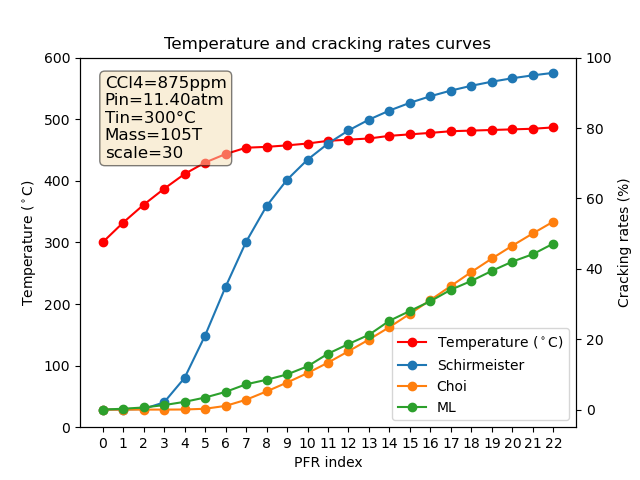 Temperature and cracking rates curves
CCl4=875ppm
Pin=11.40atm
Tin=300°C
Mass=105T
scale=30
Temperature (°C)
600
500
400
300
200
100
0
Cracking rates (%)
100
80
60
40
20
0
Temperature (°C)
Schirmeister
Choi
ML
0 1 2 3 4 5 6 7 8 9 10 11 12 13 14 15 16 17 18 19 20 21 22
PFR index